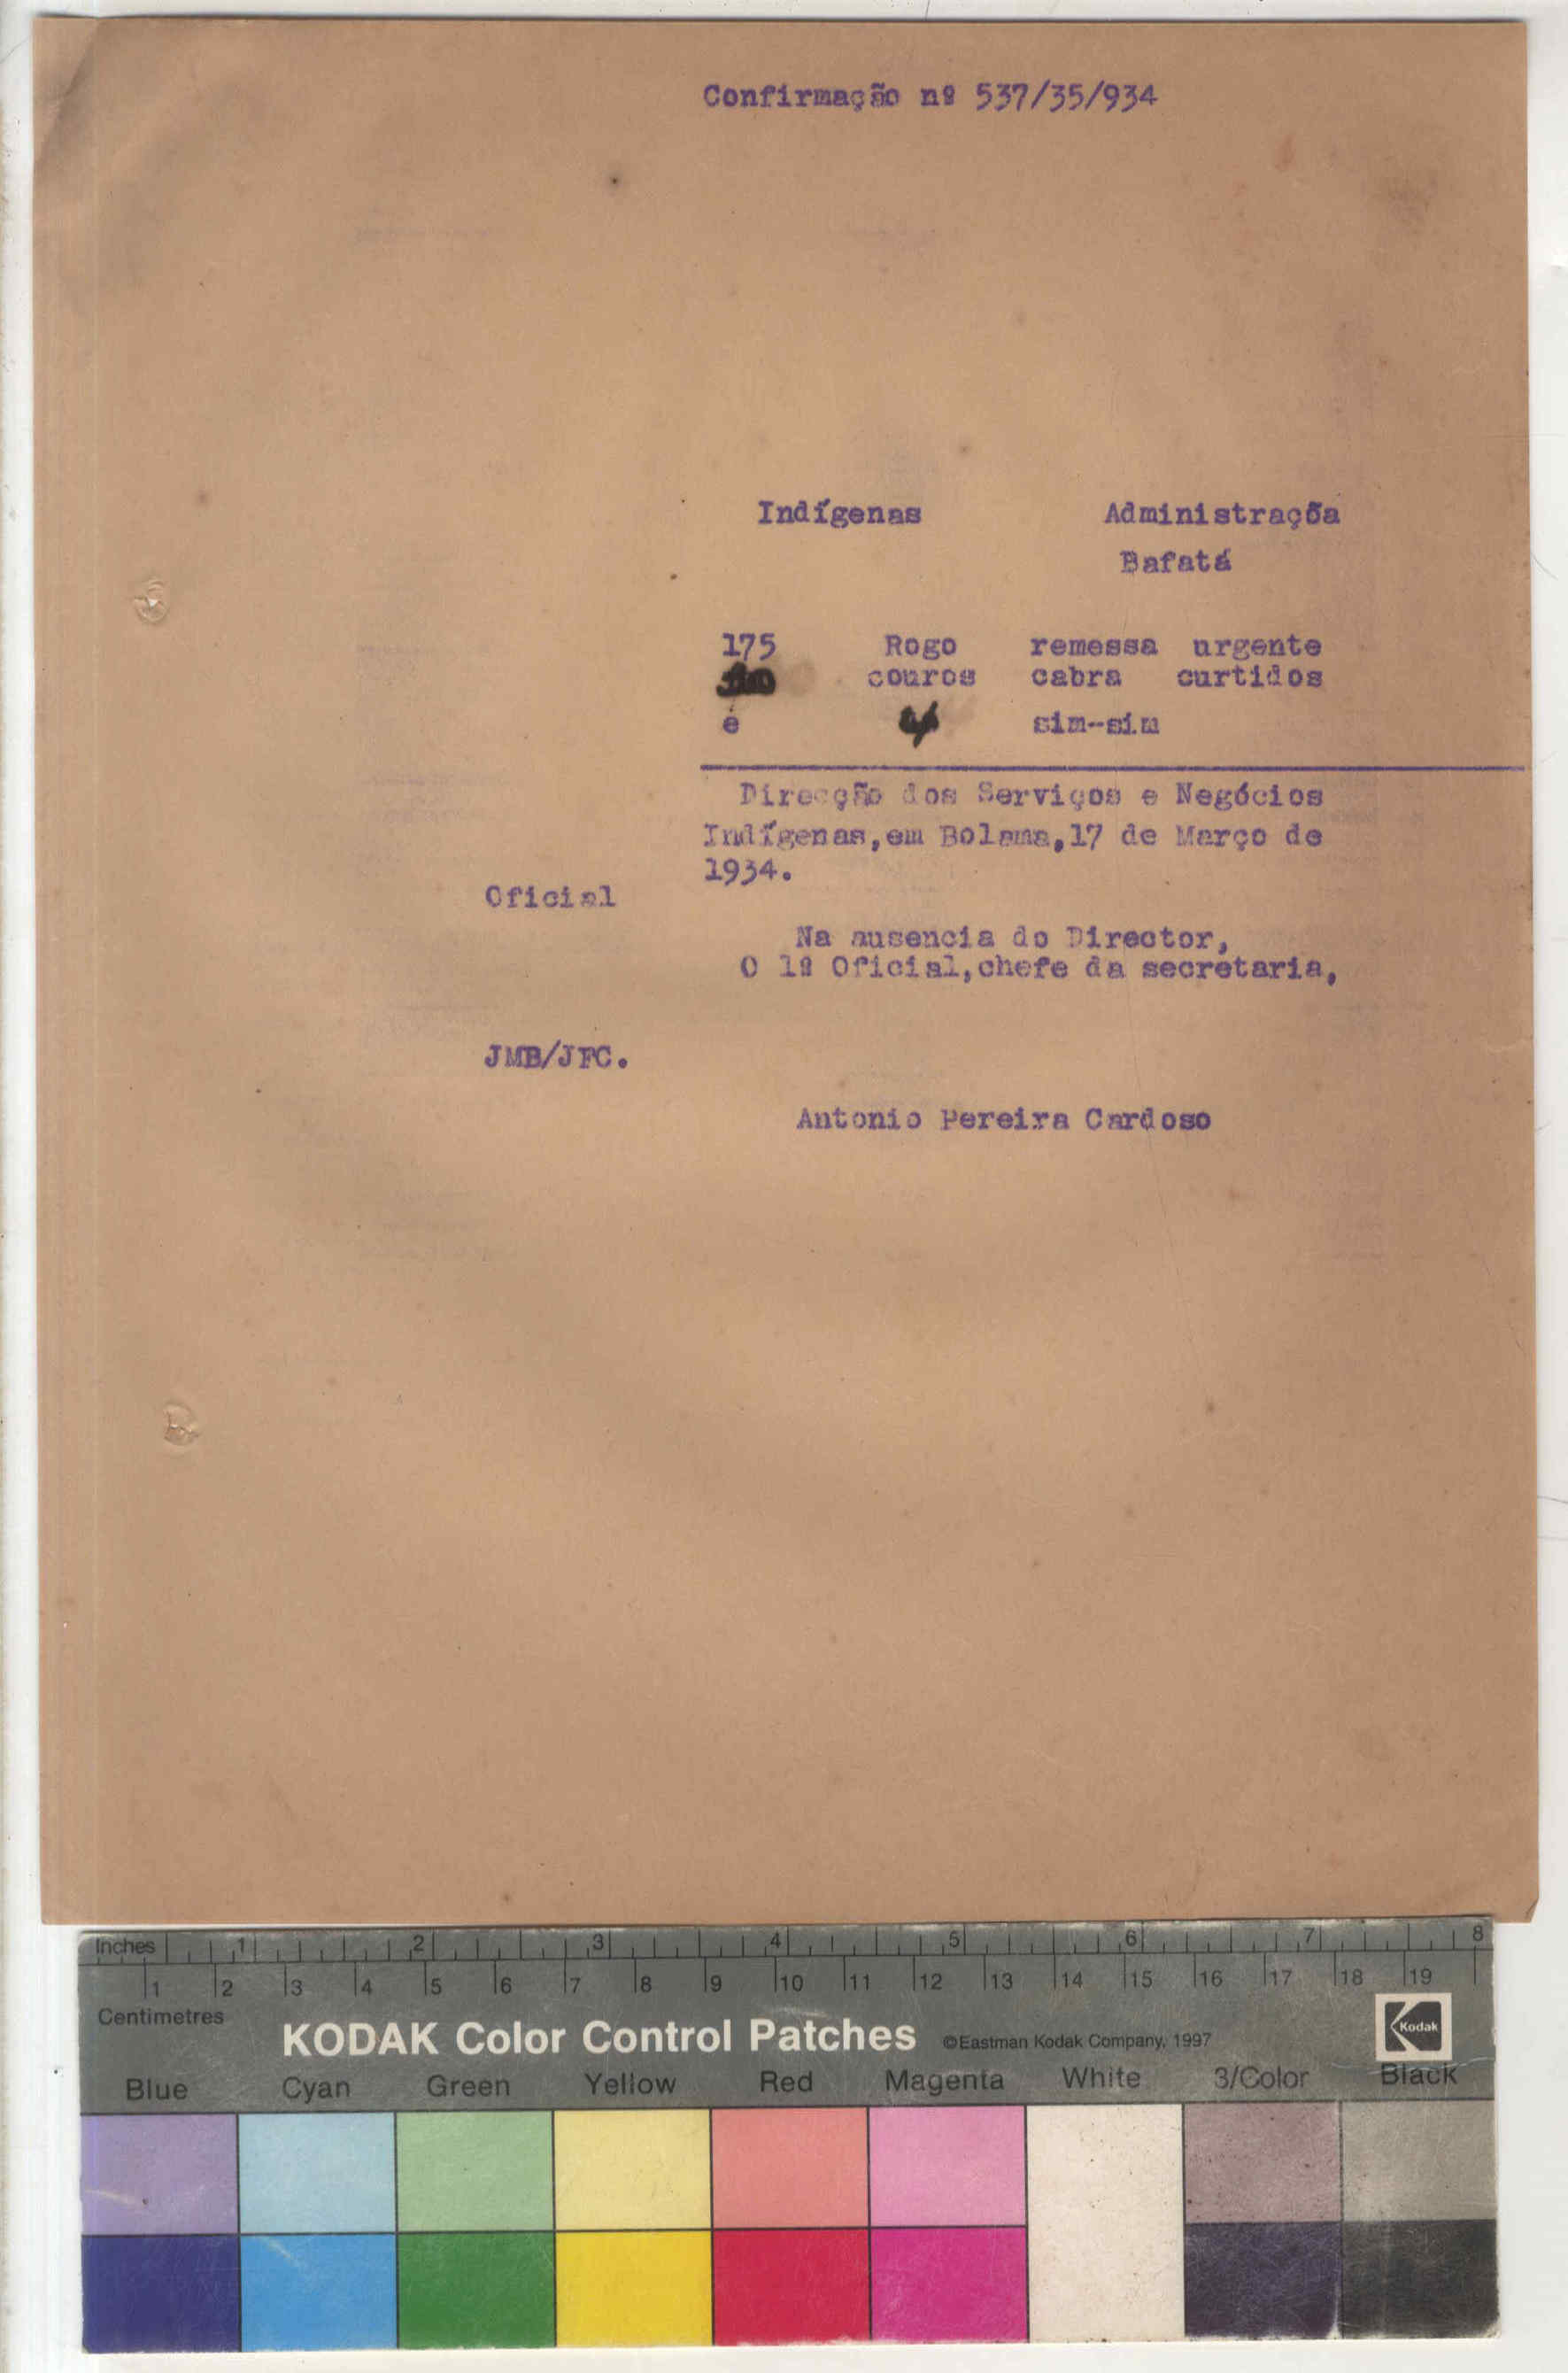 Confirmação nº 537/35/934
Indígenas Administraçõa
Bafatá
175 Rogo remessa urgente
couros cabra curtidos
e sim--sim
Direcção dos Serviços e Negócios
Indígenas,em Bolama,17 de Março de
1934.
Oficial
Na ausencia do Director,
O 1º Oficial,chefe da secretaria,
JMB/JFC.
Antonio Pereira Cardoso
Inches 1 2 3 4 5 6 7 8
1 2 3 4 5 6 7 8 9 10 11 12 13 14 15 16 17 18 19
Centimetres
KODAK Color Control Patches ©Eastman Kodak Company, 1997 Kodak
Blue Cyan Green Yellow Red Magenta White 3/Color Black